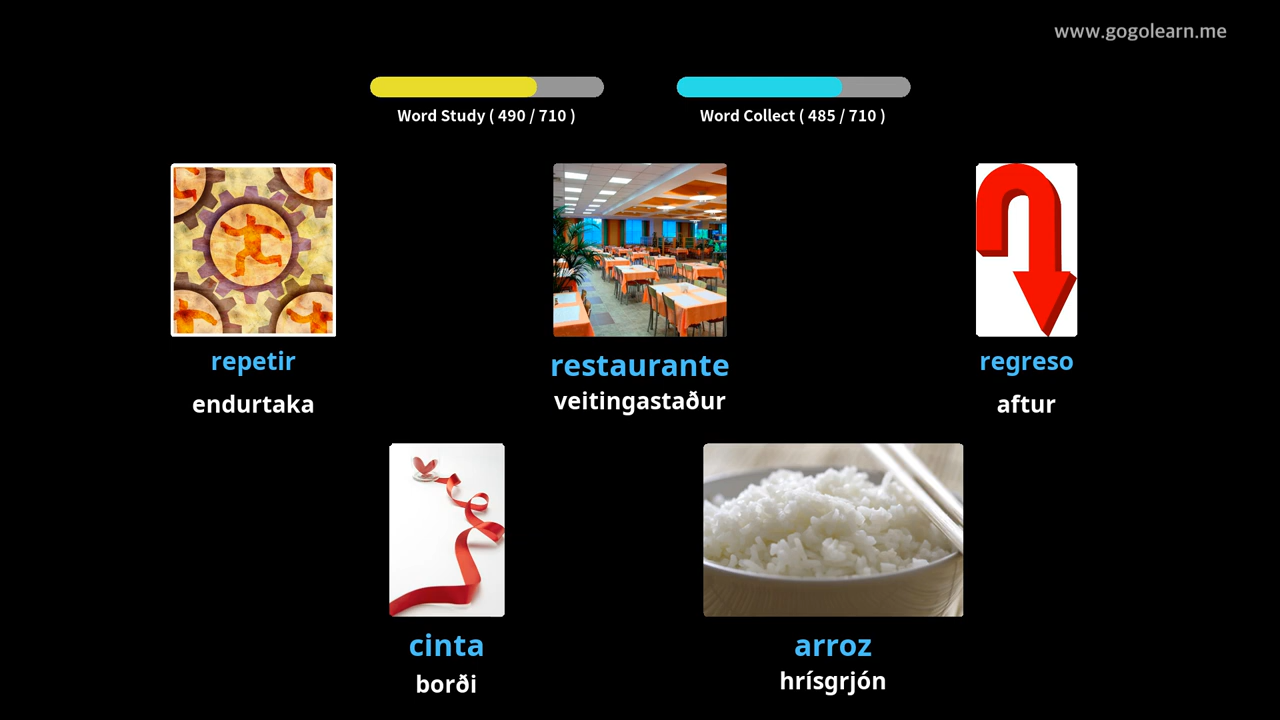 www.gogolearn.me
Word Study ( 490 / 710 )
Word Collect ( 485 / 710 )
repetir
restaurante
regreso
endurtaka
veitingastaður
aftur
cinta
arroz
borði
hrísgrjón